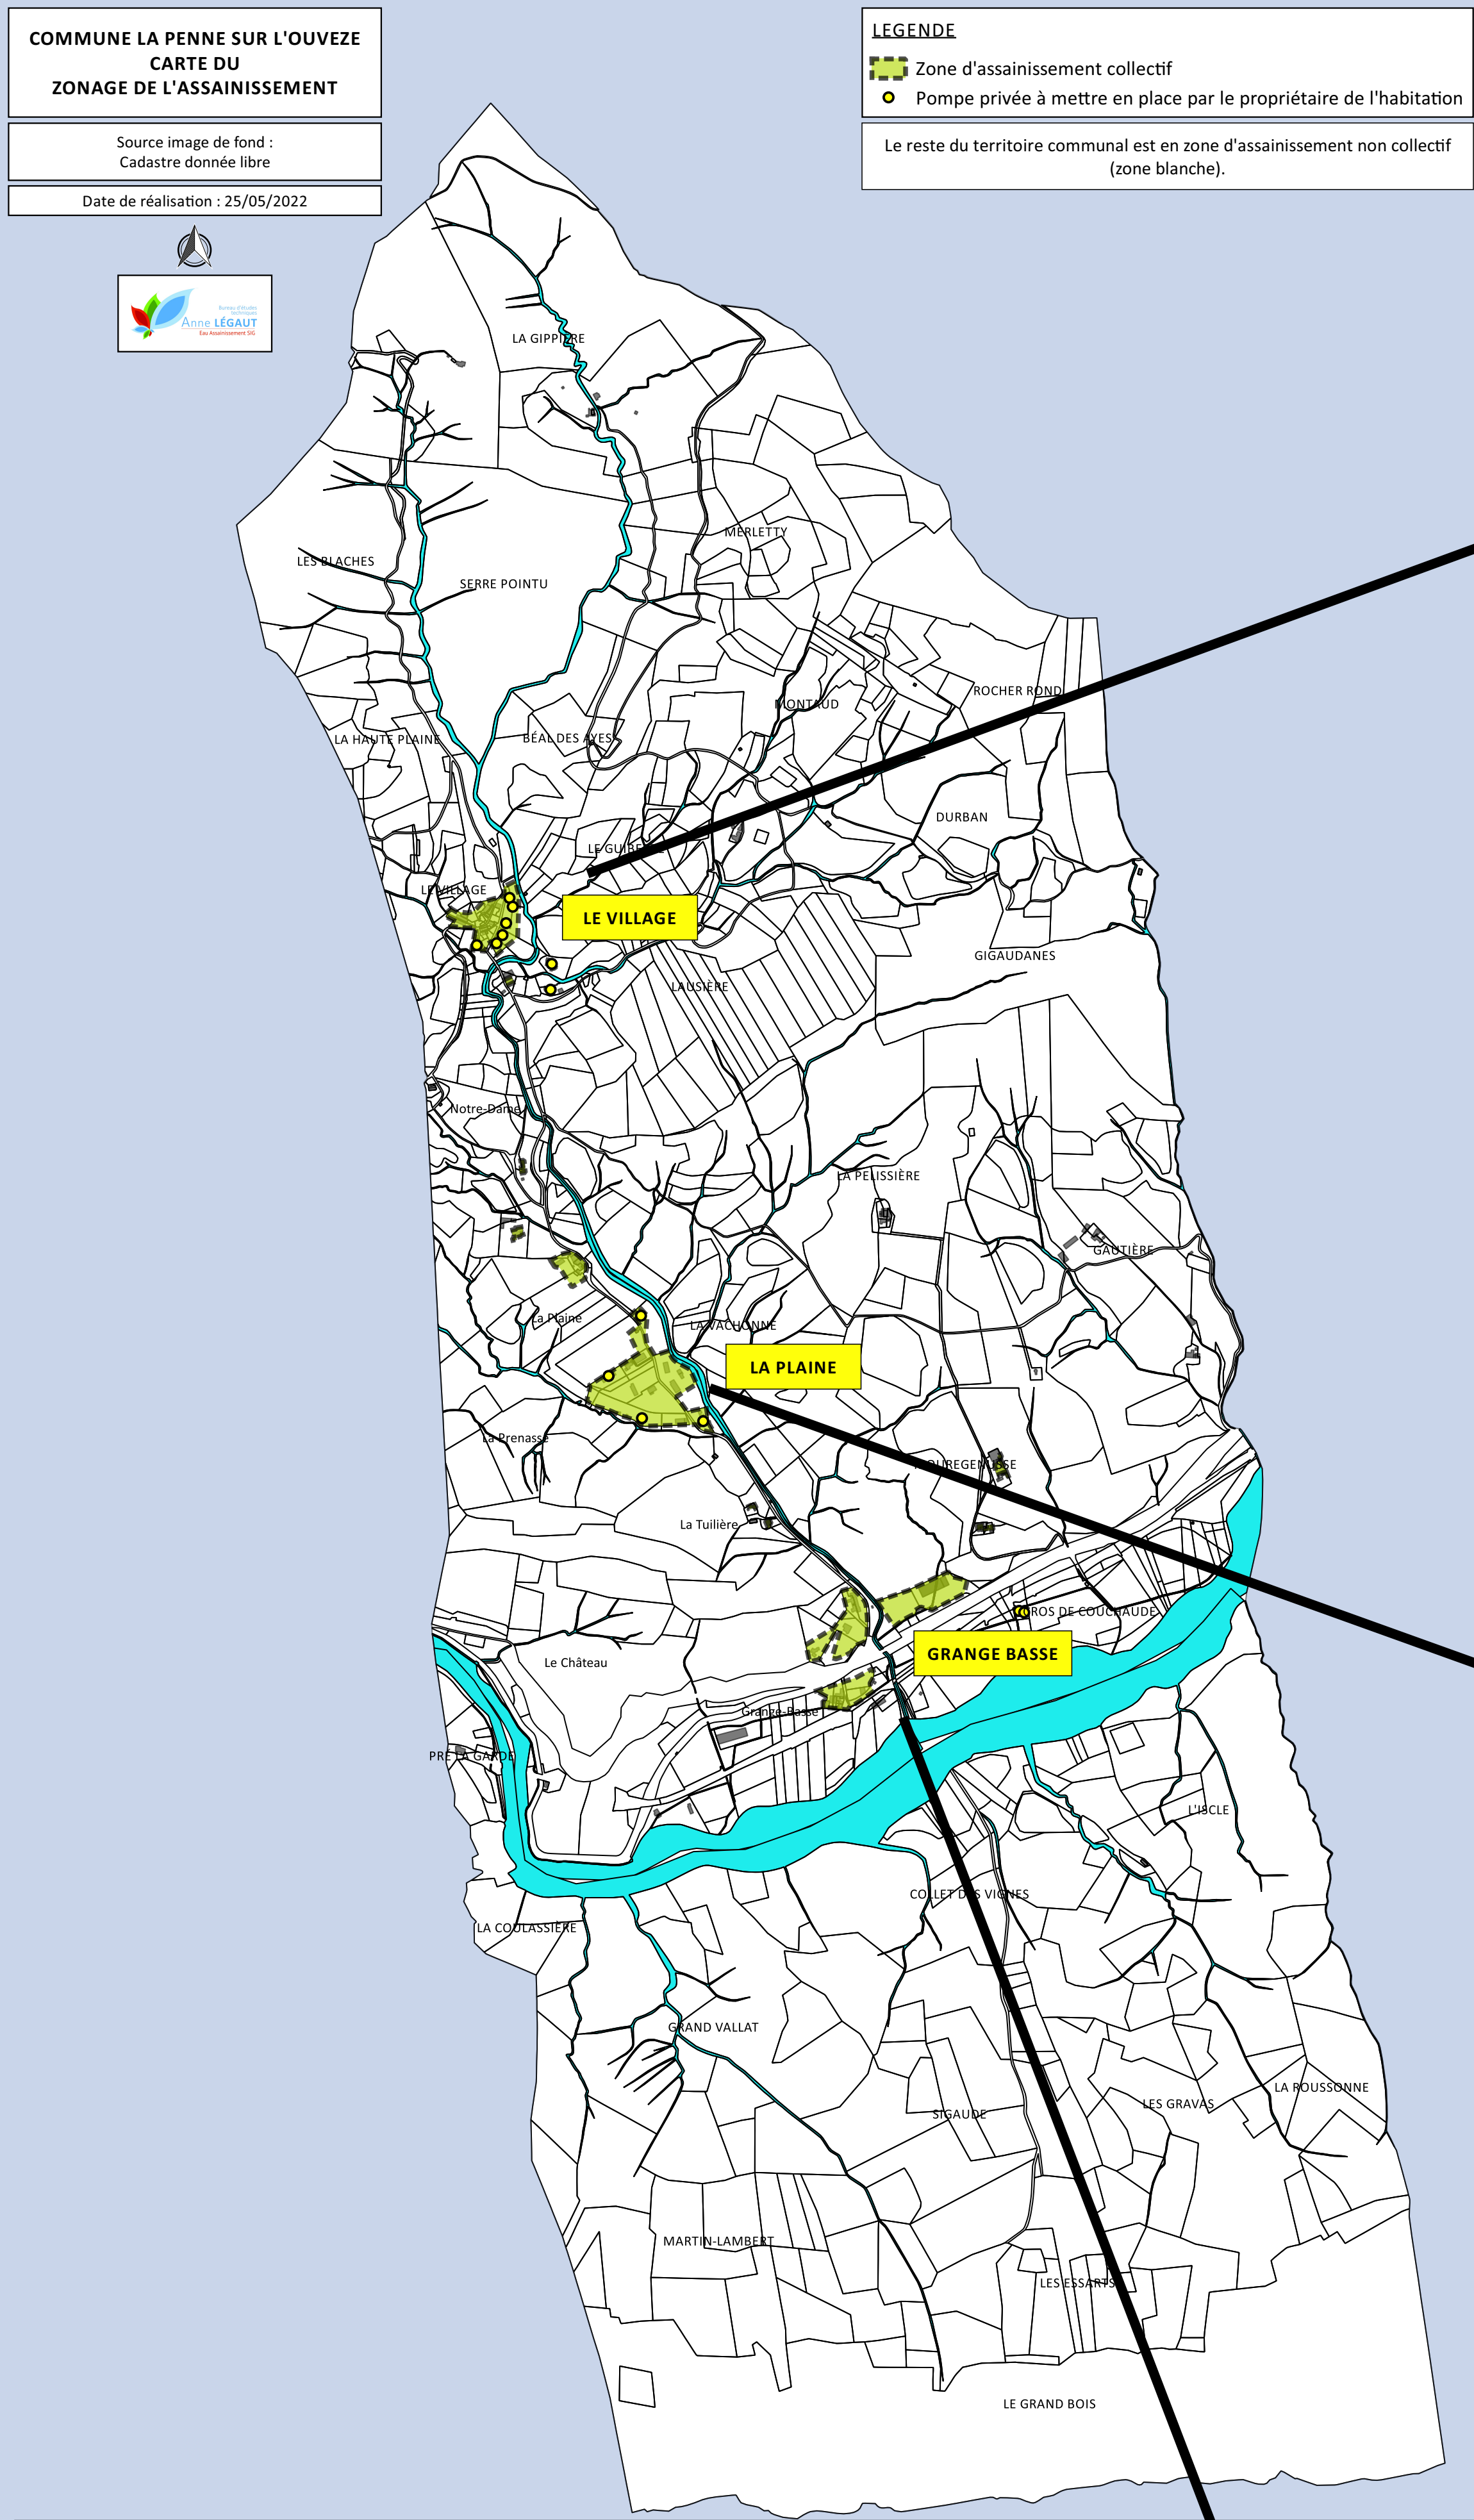 COMMUNE LA PENNE SUR L'OUVEZE
CARTE DU
ZONAGE DE L'ASSAINISSEMENT
Source image de fond :
Cadastre donnée libre
Date de réalisation : 25/05/2022
Bureau d'études
techniques
Anne LÉGAUT
Eau Assainissement SIG
LEGENDE
Zone d'assainissement collectif
Pompe privée à mettre en place par le propriétaire de l'habitation
Le reste du territoire communal est en zone d'assainissement non collectif
(zone blanche).
LA GIPPIÈRE
MERLETTY
LES BLACHES
SERRE POINTU
ROCHER ROND
MONTAUD
LA HAUTE PLAINE
BÉAL DES AYES
DURBAN
LE VILLAGE
LE VILLAGE
GIGAUDANES
LAUSIÈRE
Notre-Dame
LA PELISSIÈRE
GAUTIÈRE
La Plaine
LA VACHONNE
LA PLAINE
La Prenasse
La Tuilière
GROS DE COUCHAUDE
GRANGE BASSE
Le Château
Grange-Basse
PRÉ LA GARDE
L'ISCLE
COLLET DES VIGNES
LA COULASSIÈRE
GRAND VALLAT
LA ROUSSONNE
LES GRAVAS
SIGAUDE
MARTIN-LAMBERT
LES ESSARTS
LE GRAND BOIS